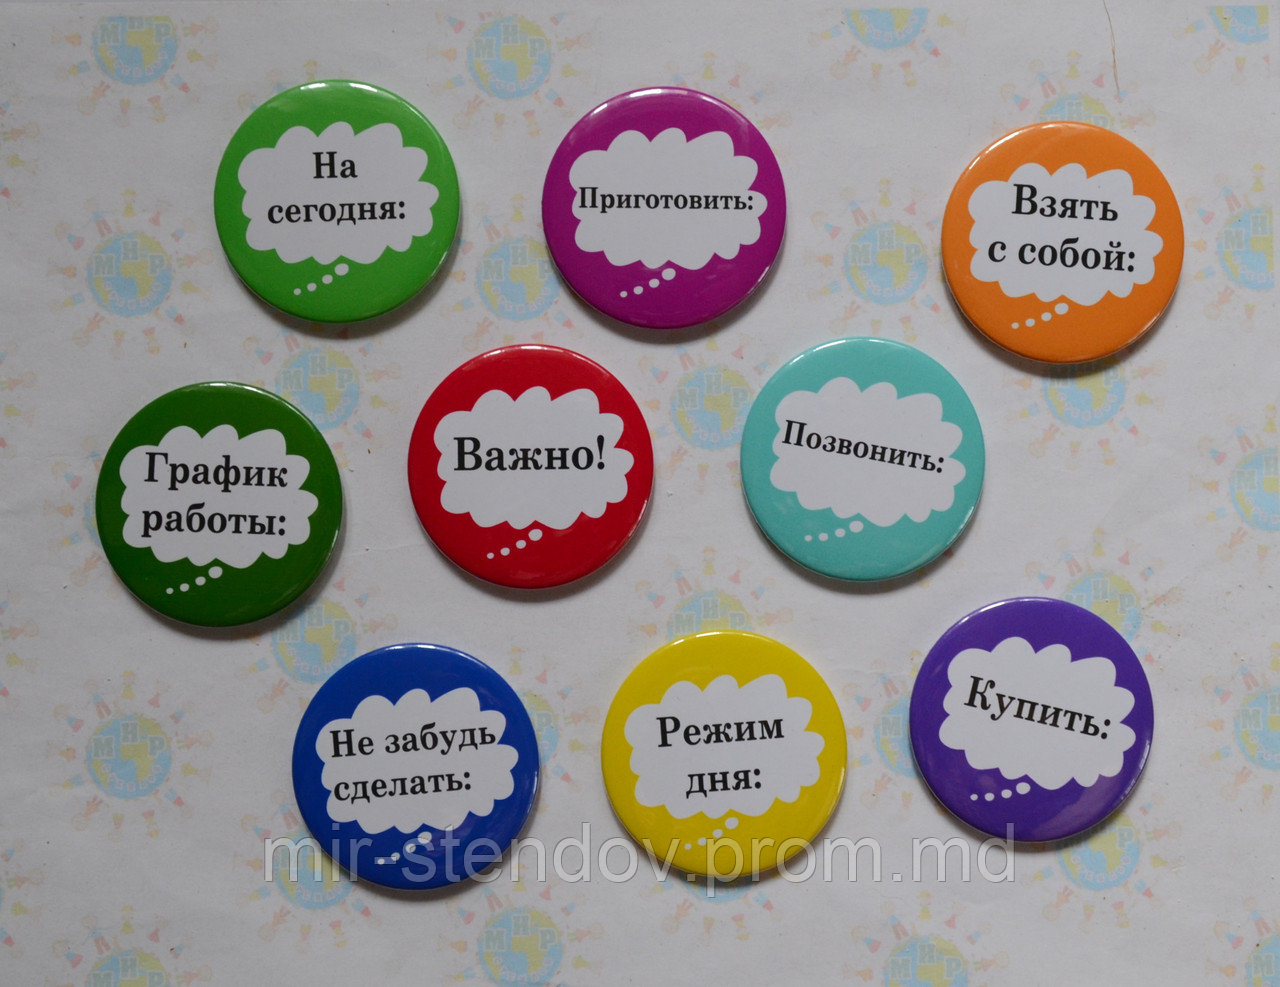 На
сегодня:
Приготовить:
Взять
с собой:
График
работы:
Важно!
Позвонить:
Не забудь
сделать:
Режим
дня:
Купить:
mir-stendov.prom.md